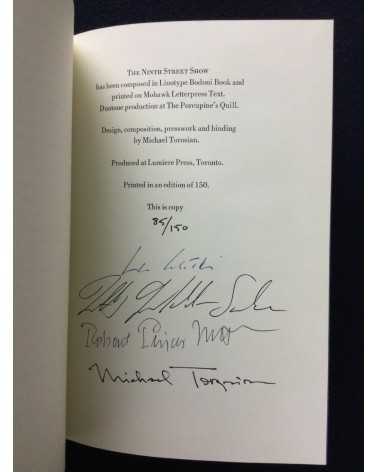 THE NINTH STREET SHOW
has been composed in Linotype Bodoni Book and
printed on Mohawk Letterpress Text.
Duotone production at The Porcupine's Quill.
Design, composition, presswork and binding
by Michael Torosian.
Produced at Lumiere Press, Toronto.
Printed in an edition of 150.
This is copy
85/150
Robert Pincus
Michael Torosian